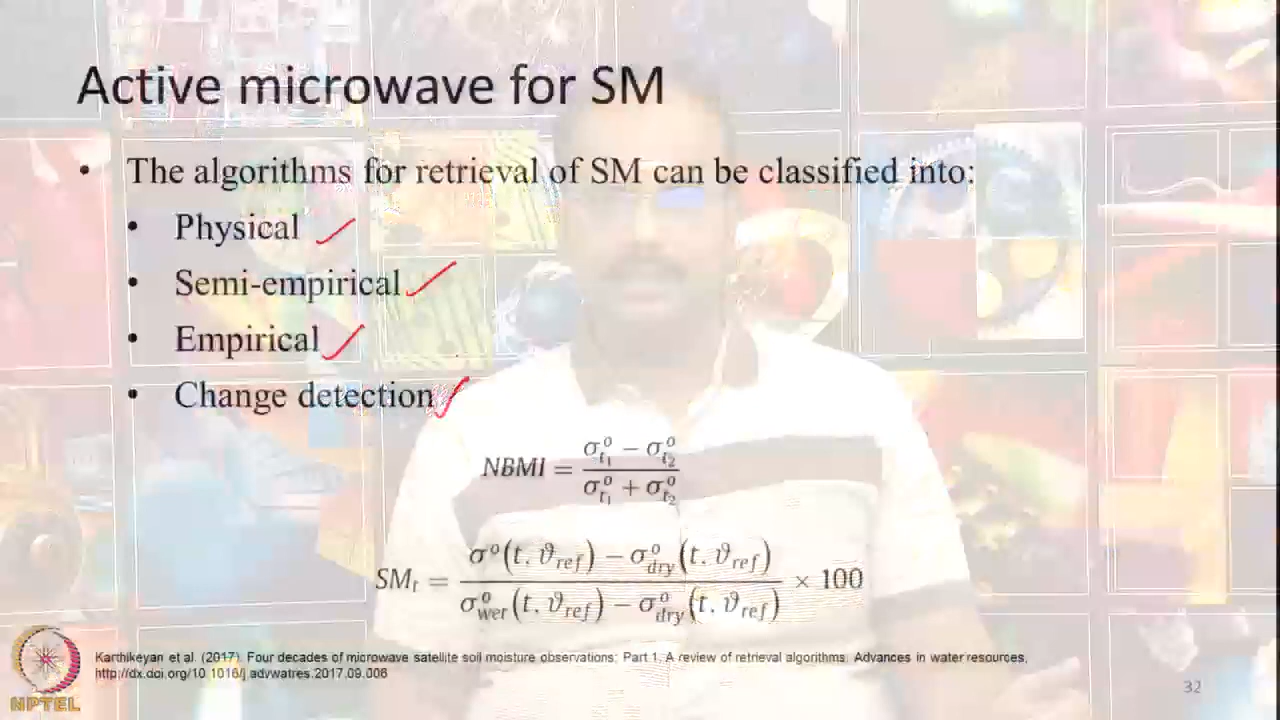 Active microwave for SM
• The algorithms for retrieval of SM can be classified into:
• Physical
• Semi-empirical
• Empirical
• Change detection
NBMI = (σ°t₁ − σ°t₂) / (σ°t₁ + σ°t₂)
SMt = (σ°(t. ϑref) − σ°dry(t. ϑref)) / (σ°wer(t. ϑref) − σ°dry(t. ϑref)) × 100
Karthikeyan et al. (2017). Four decades of microwave satellite soil moisture observations: Part 1. A review of retrieval algorithms. Advances in water resources,
http://dx.doi.org/10.1016/j.advwatres.2017.09.006
32
NPTEL